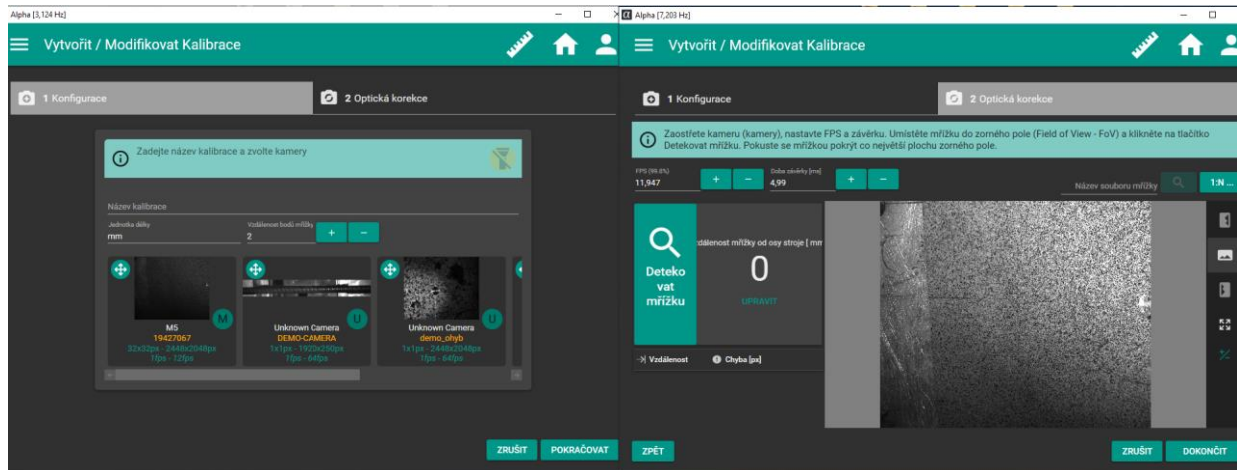 Alpha [3,124 Hz]
Vytvořit / Modifikovat Kalibrace
1 Konfigurace
2 Optická korekce
Zadejte název kalibrace a zvolte kamery
Název kalibrace
Jednotka délky
mm
Vzdálenost bodů mřížky
2
+
−
M5
M
19427067
32x32px - 2448x2048px
1fps - 12fps
Unknown Camera
U
DEMO-CAMERA
1x1px - 1920x250px
1fps - 64fps
Unknown Camera
U
demo_ohyb
1x1px - 2448x2048px
1fps - 64fps
ZRUŠIT
POKRAČOVAT
Alpha [7,203 Hz]
Vytvořit / Modifikovat Kalibrace
1 Konfigurace
2 Optická korekce
Zaostřete kameru (kamery), nastavte FPS a závěrku. Umístěte mřížku do zorného pole (Field of View - FoV) a klikněte na tlačítko
Detekovat mřížku. Pokuste se mřížkou pokrýt co největší plochu zorného pole.
FPS (99.8%)
11,947
+
−
Doba závěrky [ms]
4,99
+
−
Název souboru mřížky
1:N ...
Deteko
vat
mřížku
dálenost mřížky od osy stroje [ mm
0
UPRAVIT
Vzdálenost
Chyba [px]
ZPĚT
ZRUŠIT
DOKONČIT